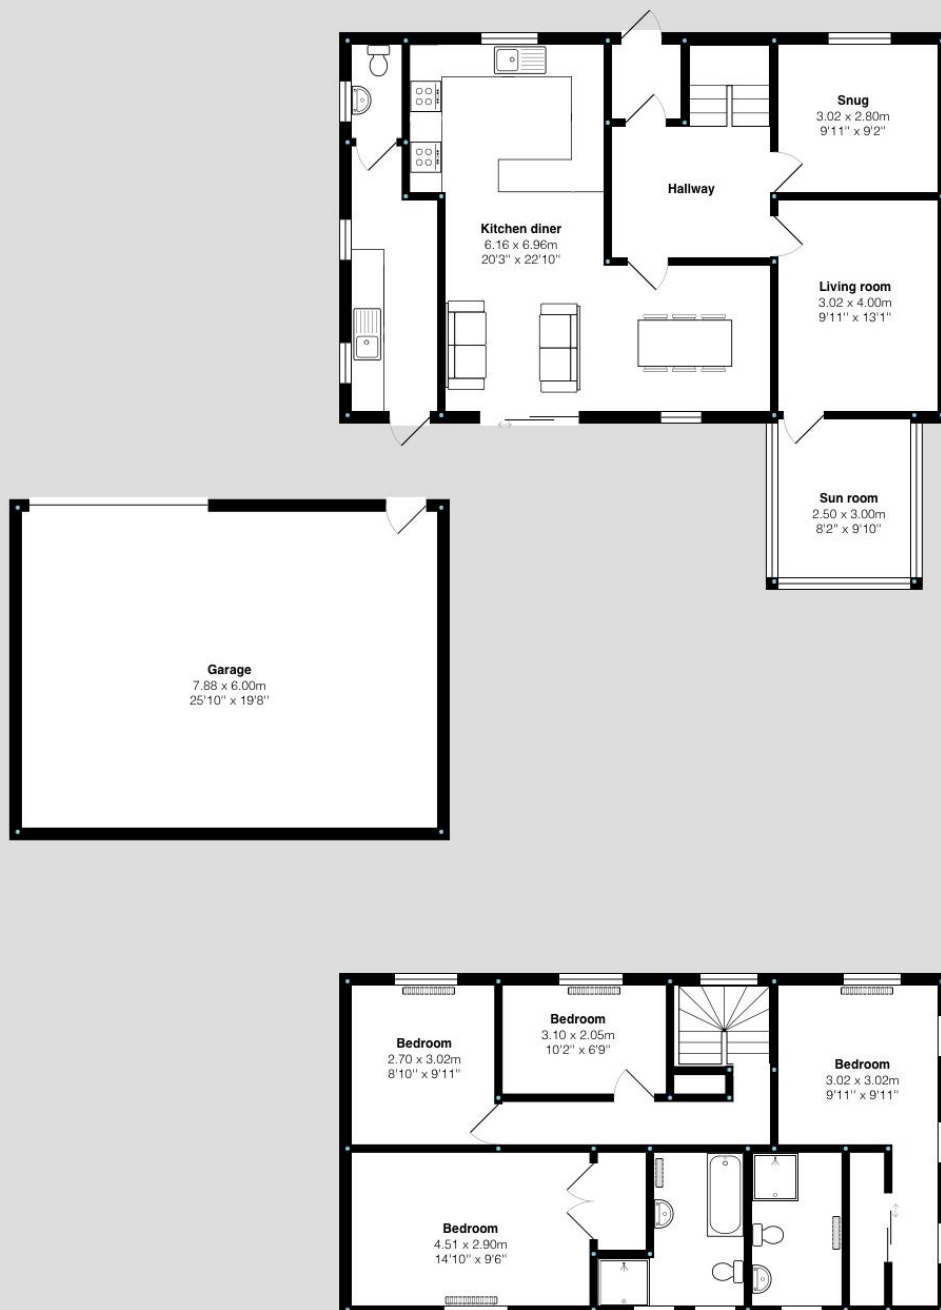 Snug
3.02 x 2.80m
9'11" x 9'2"
Hallway
Kitchen diner
6.16 x 6.96m
20'3" x 22'10"
Living room
3.02 x 4.00m
9'11" x 13'1"
Sun room
2.50 x 3.00m
8'2" x 9'10"
Garage
7.88 x 6.00m
25'10" x 19'8"
Bedroom
3.10 x 2.05m
10'2" x 6'9"
Bedroom
2.70 x 3.02m
8'10" x 9'11"
Bedroom
3.02 x 3.02m
9'11" x 9'11"
Bedroom
4.51 x 2.90m
14'10" x 9'6"